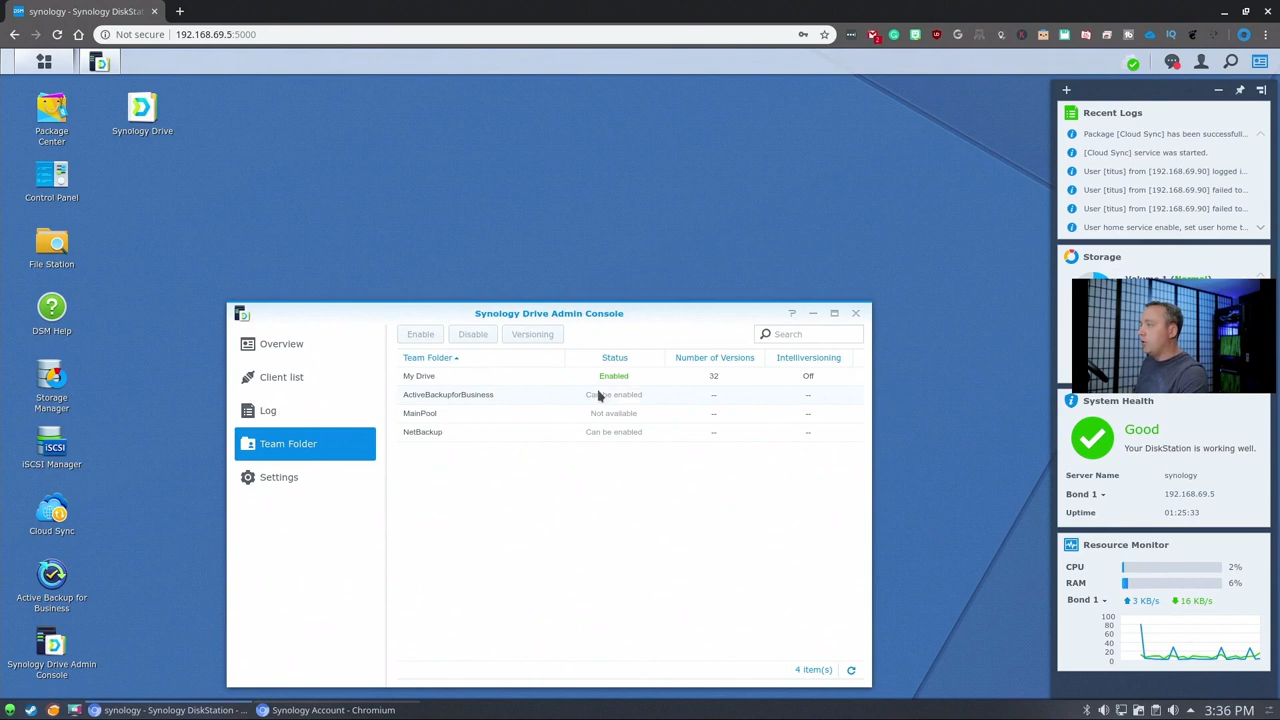 synology - Synology DiskStat
Not secure
192.168.69.5:5000
Package
Center
Synology Drive
Control Panel
File Station
DSM Help
Storage
Manager
iSCSI
iSCSI Manager
Cloud Sync
Active Backup for
Business
Synology Drive Admin
Console
Synology Drive Admin Console
Overview
Client list
Log
Team Folder
Settings
Enable
Disable
Versioning
Search
Team Folder
Status
Number of Versions
Intelliversioning
My Drive
Enabled
32
Off
ActiveBackupforBusiness
Can be enabled
--
--
MainPool
Not available
--
--
NetBackup
Can be enabled
--
--
4 item(s)
Recent Logs
Package [Cloud Sync] has been successfull...
[Cloud Sync] service was started.
User [titus] from [192.168.69.90] logged i...
User [titus] from [192.168.69.90] failed to...
User [titus] from [192.168.69.90] failed to...
User home service enable, set user home t...
Storage
System Health
Good
Your DiskStation is working well.
Server Name
synology
Bond 1
192.168.69.5
Uptime
01:25:33
Resource Monitor
CPU
2%
RAM
6%
Bond 1
3 KB/s
16 KB/s
100
80
60
40
20
0
synology - Synology DiskStation - ...
Synology Account - Chromium
3:36 PM